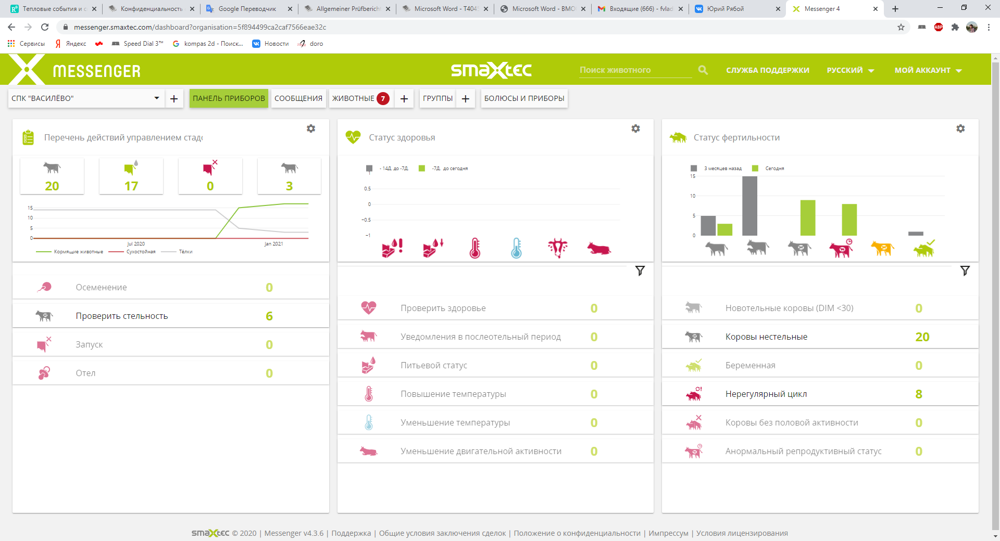 Тепловые события и с
Конфиденциальность
Google Переводчик
Allgemeiner Prüfbericht
Microsoft Word - T404
Microsoft Word - BMO
Входящие (666) - fvlad
Юрий Рябой
Messenger 4
messenger.smaxtec.com/dashboard?organisation=5f894499ca2caf7566eae32c
ABP
Сервисы
Яндекс
Speed Dial 3™
kompas 2d - Поиск...
Новости
doro
MESSENGER
smaXtec
Поиск животного
СЛУЖБА ПОДДЕРЖКИ
РУССКИЙ
МОЙ АККАУНТ
СПК "ВАСИЛЁВО"
+
ПАНЕЛЬ ПРИБОРОВ
СООБЩЕНИЯ
ЖИВОТНЫЕ 7
+
ГРУППЫ
+
БОЛЮСЫ И ПРИБОРЫ
Перечень действий управлением стадо
20
17
0
3
15
10
5
0
Jul 2020
Jan 2021
Кормящие животные
Сухостойная
Тёлки
Осеменение 0
Проверить стельность 6
Запуск 0
Отел 0
Статус здоровья
- 14Д. до -7Д.
-7Д. до сегодня
0.5
0
−0.5
−1
Проверить здоровье 0
Уведомления в послеотельный период 0
Питьевой статус 0
Повышение температуры 0
Уменьшение температуры 0
Уменьшение двигательной активности 0
Статус фертильности
3 месяцев назад
Сегодня
15
10
5
0
Новотельные коровы (DIM <30) 0
Коровы нестельные 20
Беременная 0
Нерегулярный цикл 8
Коровы без половой активности 0
Анормальный репродуктивный статус 0
smaXtec © 2020 | Messenger v4.3.6 | Поддержка | Общие условия заключения сделок | Положение о конфиденциальности | Импрессум | Условия лицензирования